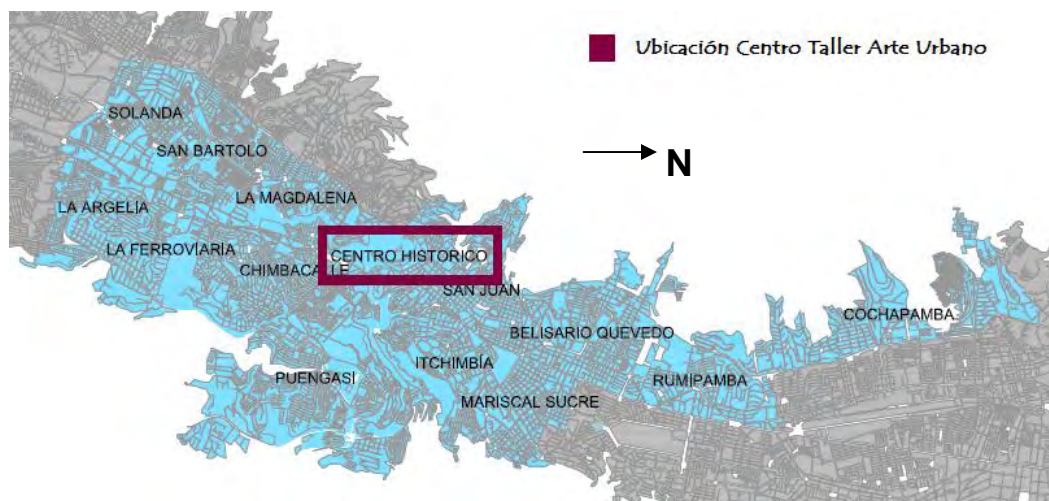 Ubicación Centro Taller Arte Urbano
N
SOLANDA
SAN BARTOLO
LA MAGDALENA
LA ARGELIA
LA FERROVIARIA
CENTRO HISTORICO
CHIMBACALLE
SAN JUAN
COCHAPAMBA
BELISARIO QUEVEDO
ITCHIMBÍA
PUENGASÍ
RUMIPAMBA
MARISCAL SUCRE